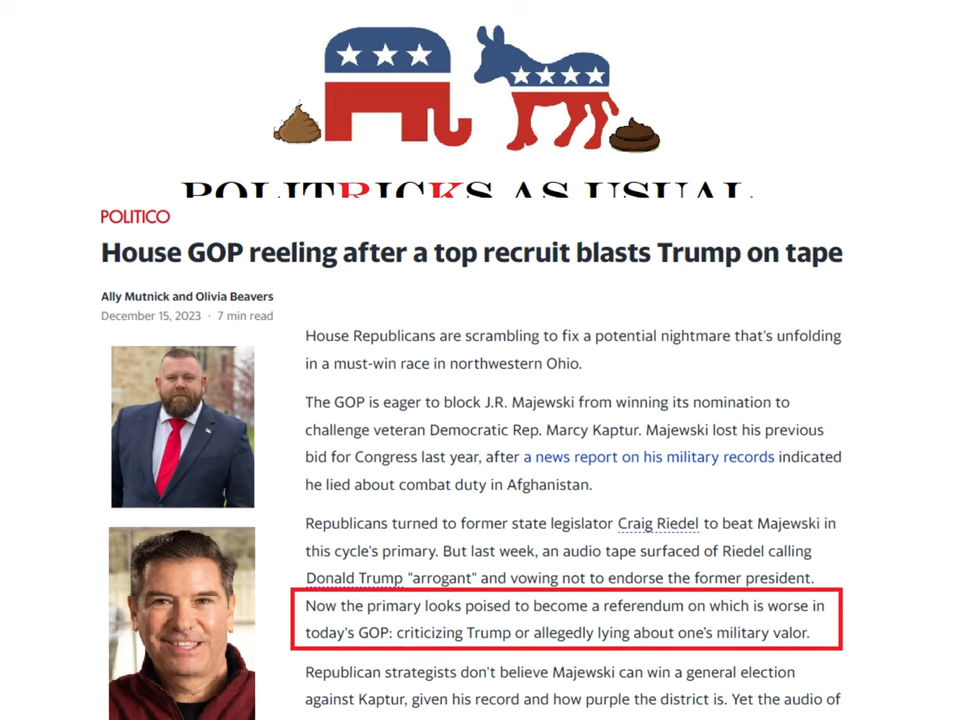 POLITRICKS AS USUAL
POLITICO
House GOP reeling after a top recruit blasts Trump on tape
Ally Mutnick and Olivia Beavers
December 15, 2023 · 7 min read
House Republicans are scrambling to fix a potential nightmare that's unfolding
in a must-win race in northwestern Ohio.
The GOP is eager to block J.R. Majewski from winning its nomination to
challenge veteran Democratic Rep. Marcy Kaptur. Majewski lost his previous
bid for Congress last year, after a news report on his military records indicated
he lied about combat duty in Afghanistan.
Republicans turned to former state legislator Craig Riedel to beat Majewski in
this cycle's primary. But last week, an audio tape surfaced of Riedel calling
Donald Trump "arrogant" and vowing not to endorse the former president.
Now the primary looks poised to become a referendum on which is worse in
today's GOP: criticizing Trump or allegedly lying about one's military valor.
Republican strategists don't believe Majewski can win a general election
against Kaptur, given his record and how purple the district is. Yet the audio of